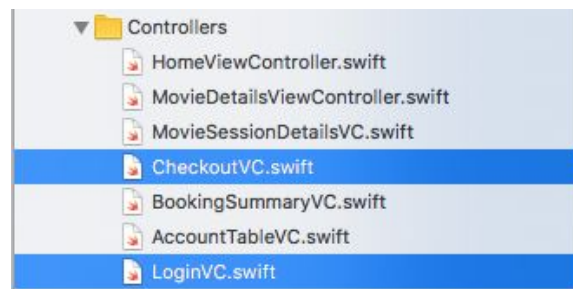 Controllers
HomeViewController.swift
MovieDetailsViewController.swift
MovieSessionDetailsVC.swift
CheckoutVC.swift
BookingSummaryVC.swift
AccountTableVC.swift
LoginVC.swift